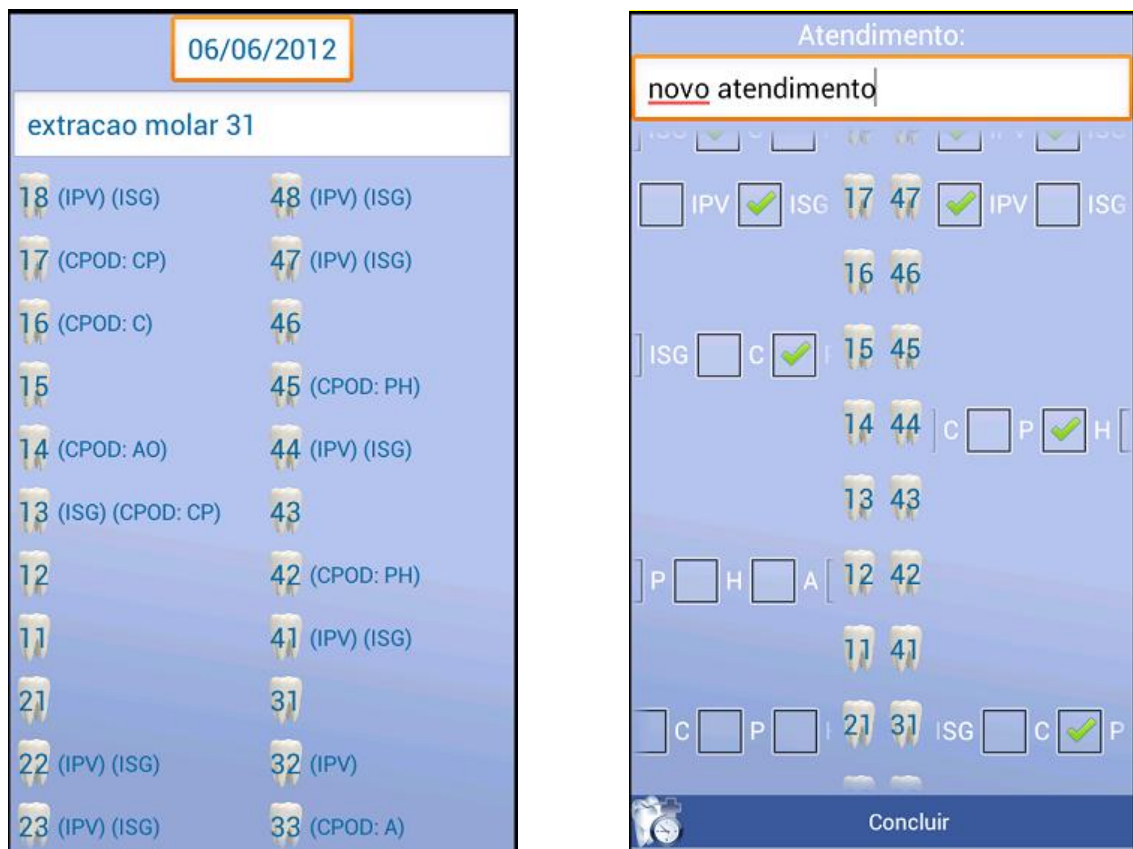 06/06/2012
extracao molar 31
18 (IPV) (ISG) 48 (IPV) (ISG)
17 (CPOD: CP) 47 (IPV) (ISG)
16 (CPOD: C) 46
15 45 (CPOD: PH)
14 (CPOD: AO) 44 (IPV) (ISG)
13 (ISG) (CPOD: CP) 43
12 42 (CPOD: PH)
11 41 (IPV) (ISG)
21 31
22 (IPV) (ISG) 32 (IPV)
23 (IPV) (ISG) 33 (CPOD: A)
Atendimento:
novo atendimento
IPV ISG 17 47 IPV ISG
16 46
ISG C 15 45
14 44 C P H
13 43
P H A 12 42
11 41
C P 21 31 ISG C P
Concluir